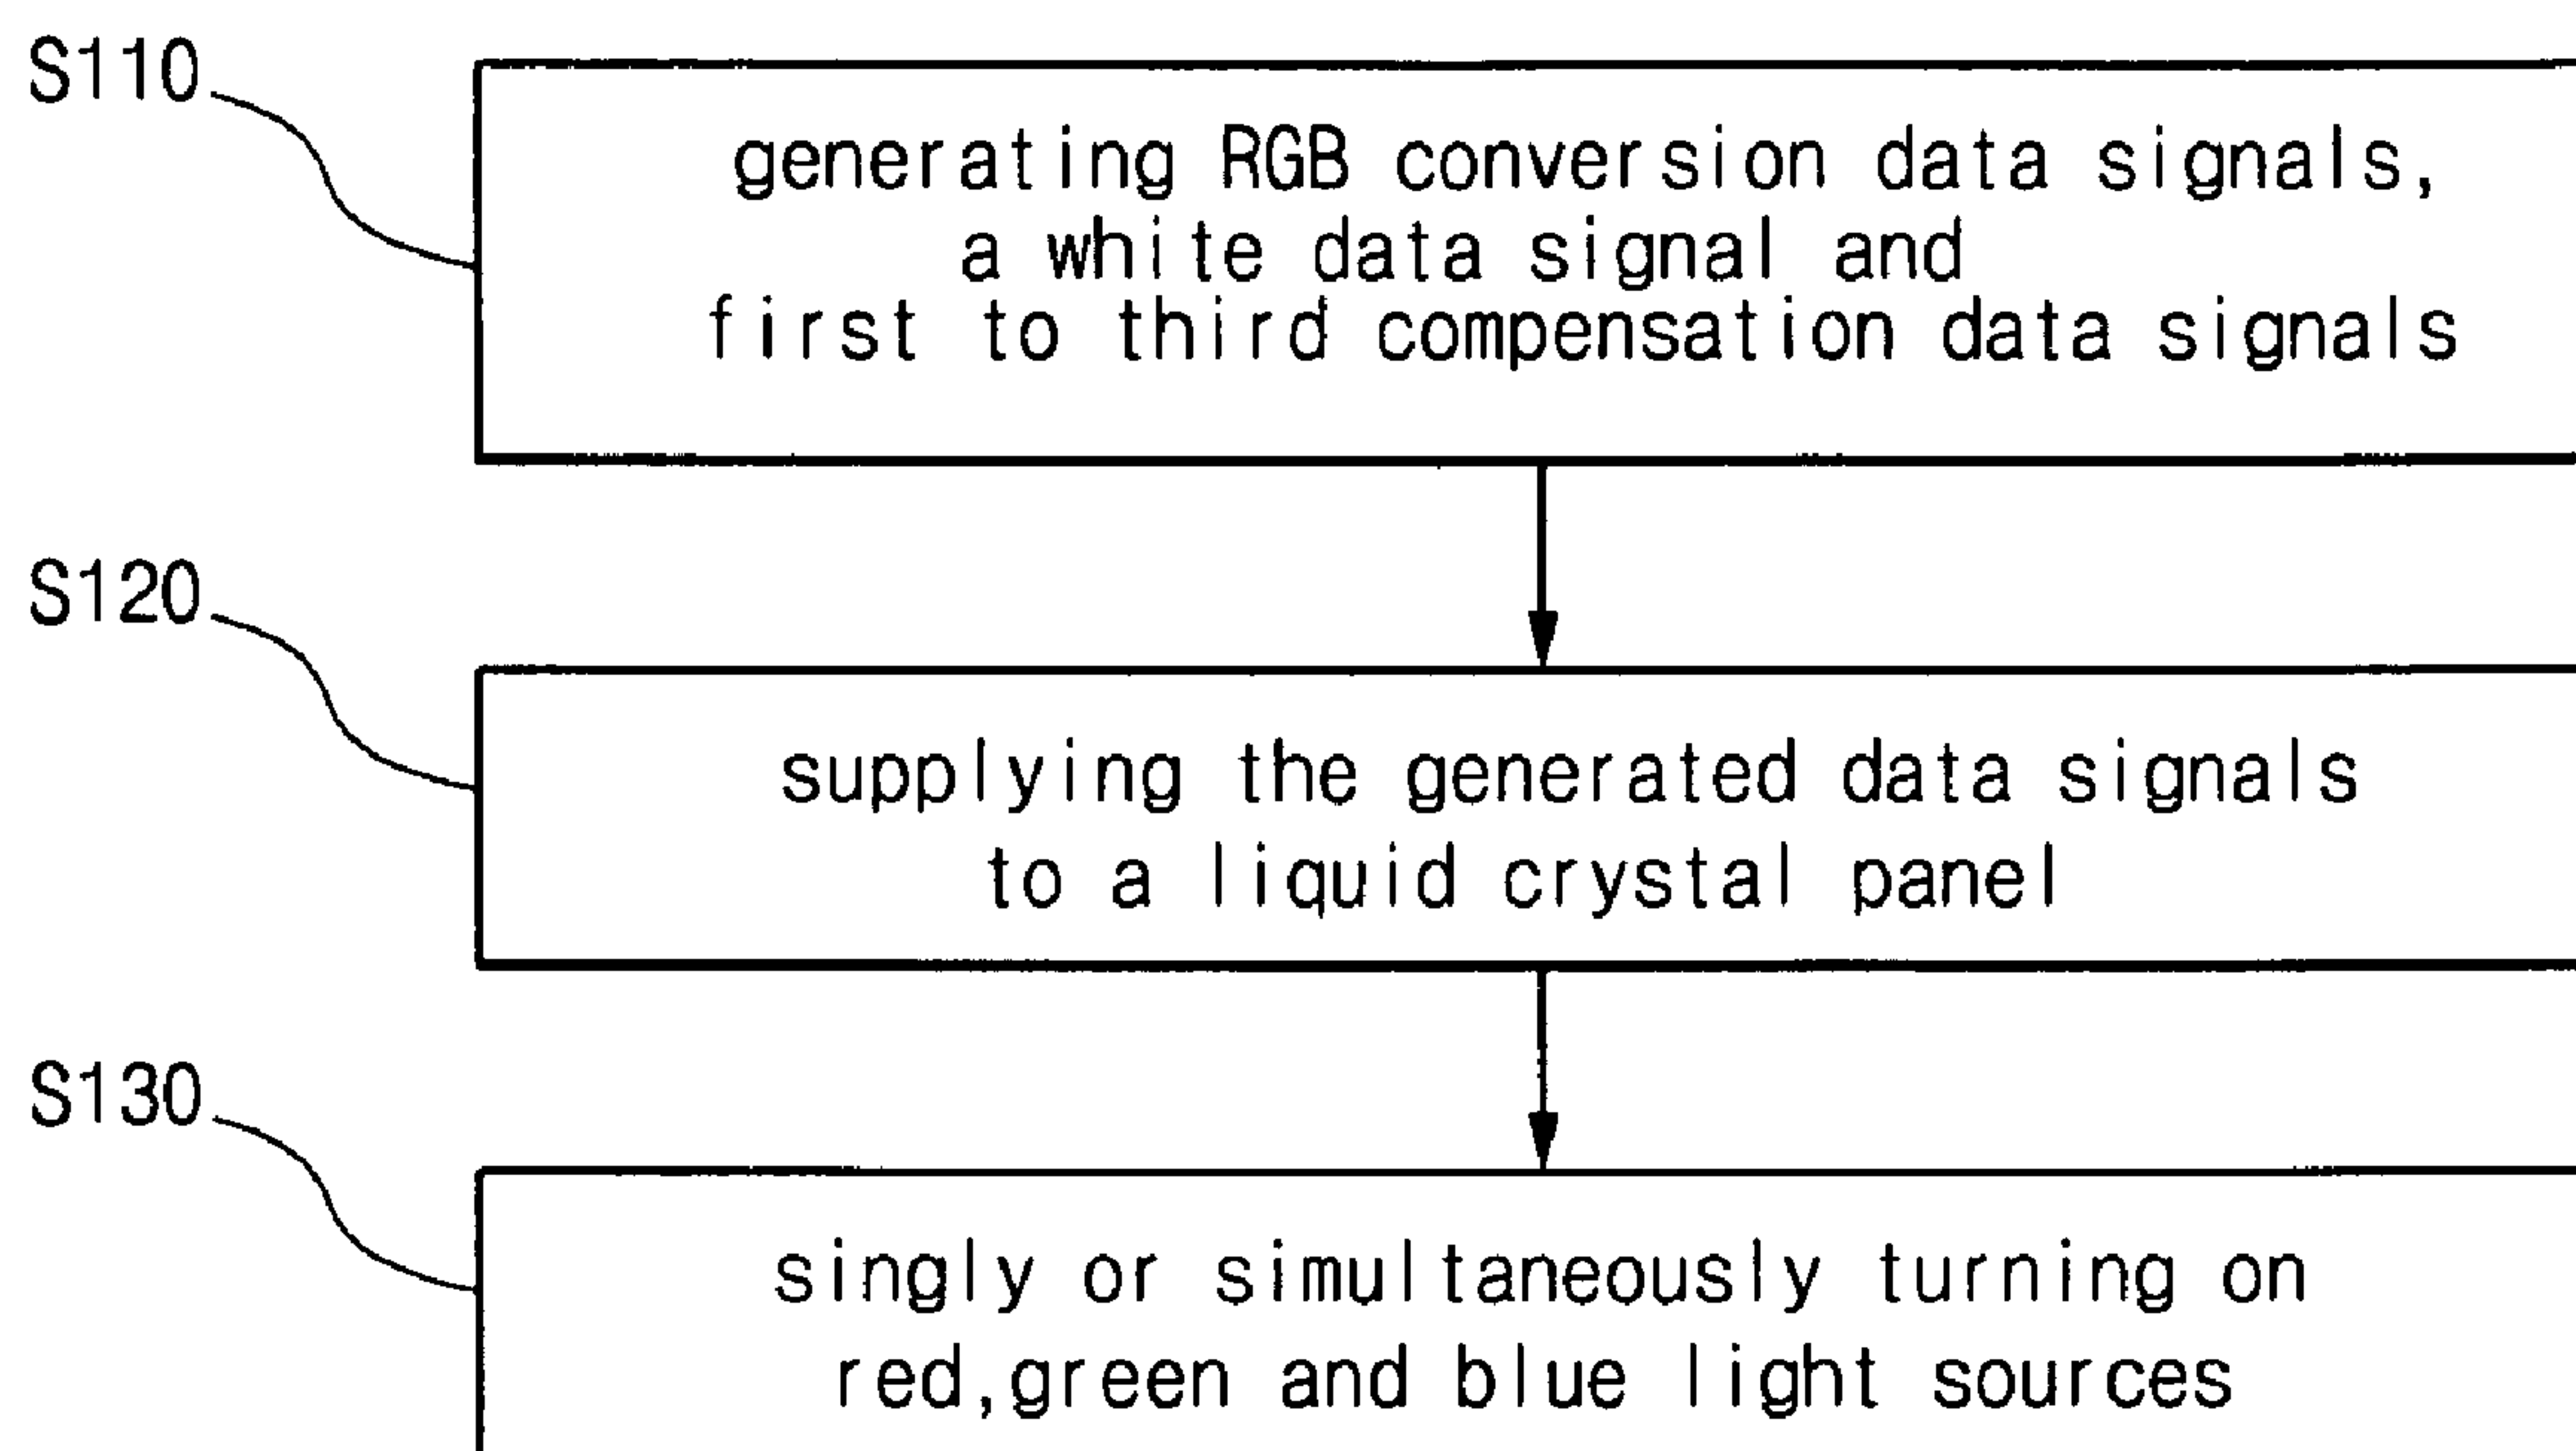 S110
generating RGB conversion data signals,
a white data signal and
first to third compensation data signals
S120
supplying the generated data signals
to a liquid crystal panel
S130
singly or simultaneously turning on
red,green and blue light sources